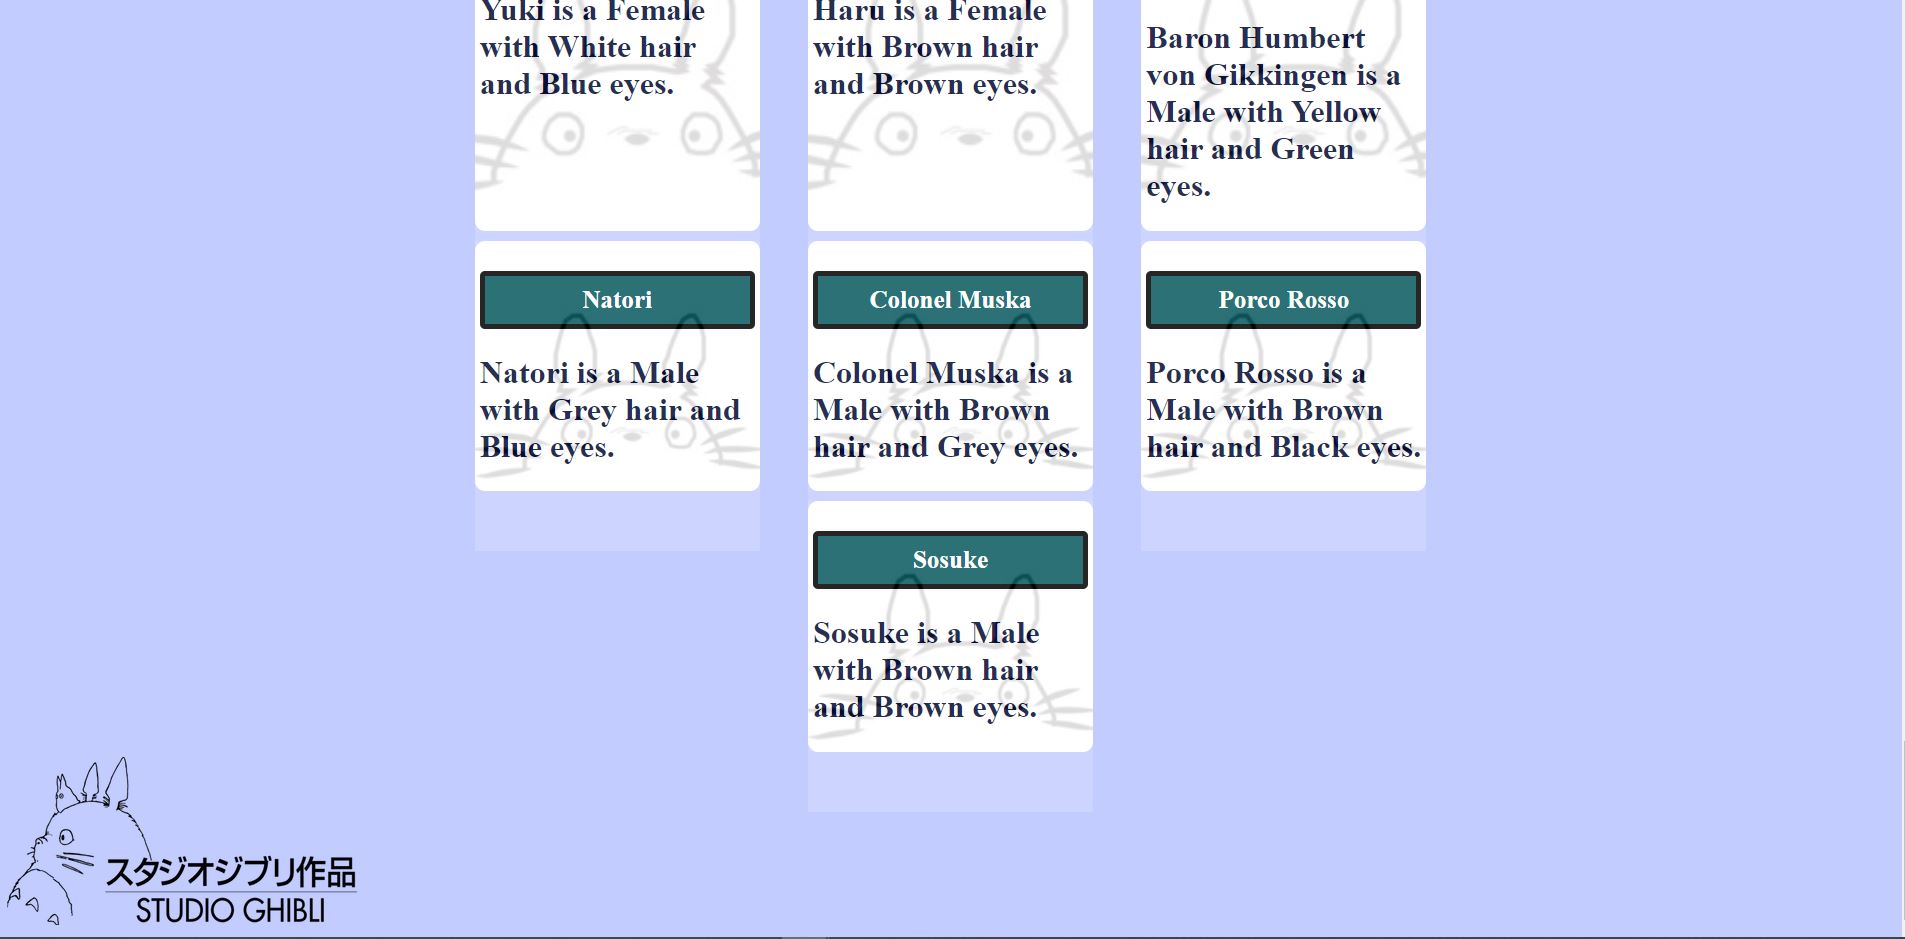 Yuki is a Female
with White hair
and Blue eyes.
Haru is a Female
with Brown hair
and Brown eyes.
Baron Humbert
von Gikkingen is a
Male with Yellow
hair and Green
eyes.
Natori
Natori is a Male
with Grey hair and
Blue eyes.
Colonel Muska
Colonel Muska is a
Male with Brown
hair and Grey eyes.
Porco Rosso
Porco Rosso is a
Male with Brown
hair and Black eyes.
Sosuke
Sosuke is a Male
with Brown hair
and Brown eyes.
スタジオジブリ作品
STUDIO GHIBLI